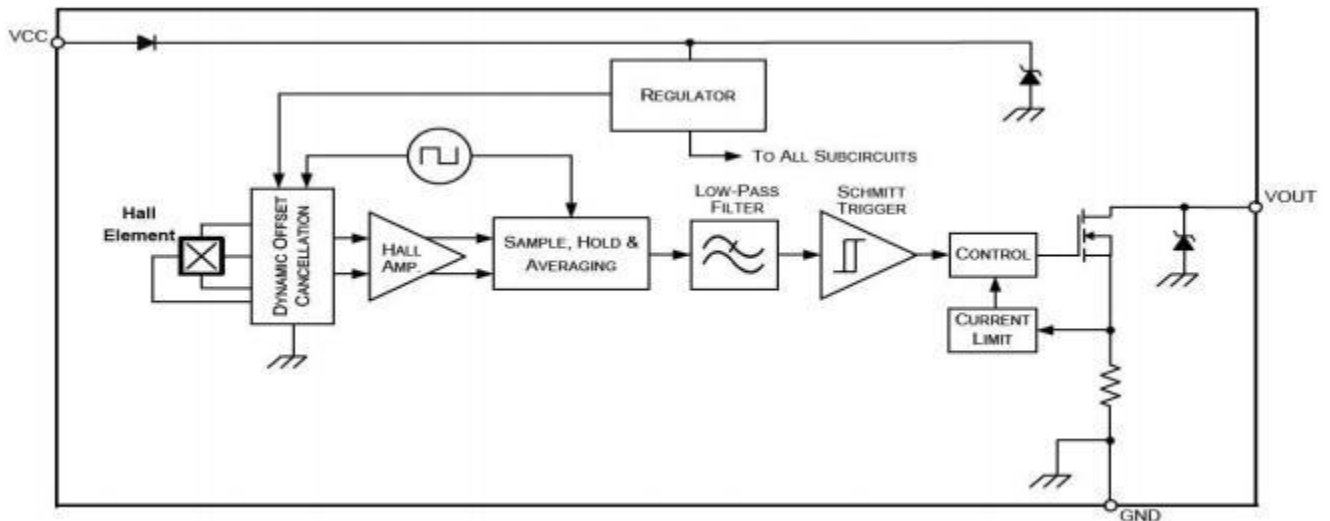 VCC
REGULATOR
TO ALL SUBCIRCUITS
LOW-PASS
FILTER
SCHMITT
TRIGGER
VOUT
Hall
Element
DYNAMIC OFFSET
CANCELLATION
HALL
AMP.
SAMPLE, HOLD &
AVERAGING
CONTROL
CURRENT
LIMIT
GND